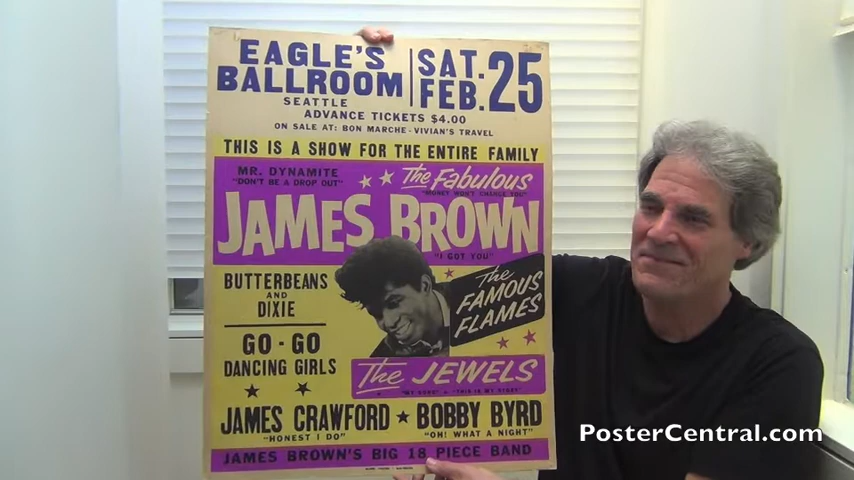 EAGLE'S
BALLROOM
SEATTLE
SAT.
FEB. 25
ADVANCE TICKETS $4.00
ON SALE AT: BON MARCHE - VIVIAN'S TRAVEL
THIS IS A SHOW FOR THE ENTIRE FAMILY
MR. DYNAMITE
"DON'T BE A DROP OUT"
The Fabulous
"MONEY WON'T CHANGE YOU"
JAMES BROWN
"I GOT YOU"
BUTTERBEANS
AND
DIXIE
The
FAMOUS
FLAMES
GO-GO
DANCING GIRLS
The JEWELS
JAMES CRAWFORD ★ BOBBY BYRD
"HONEST I DO"
"OH! WHAT A NIGHT"
JAMES BROWN'S BIG 18 PIECE BAND
PosterCentral.com